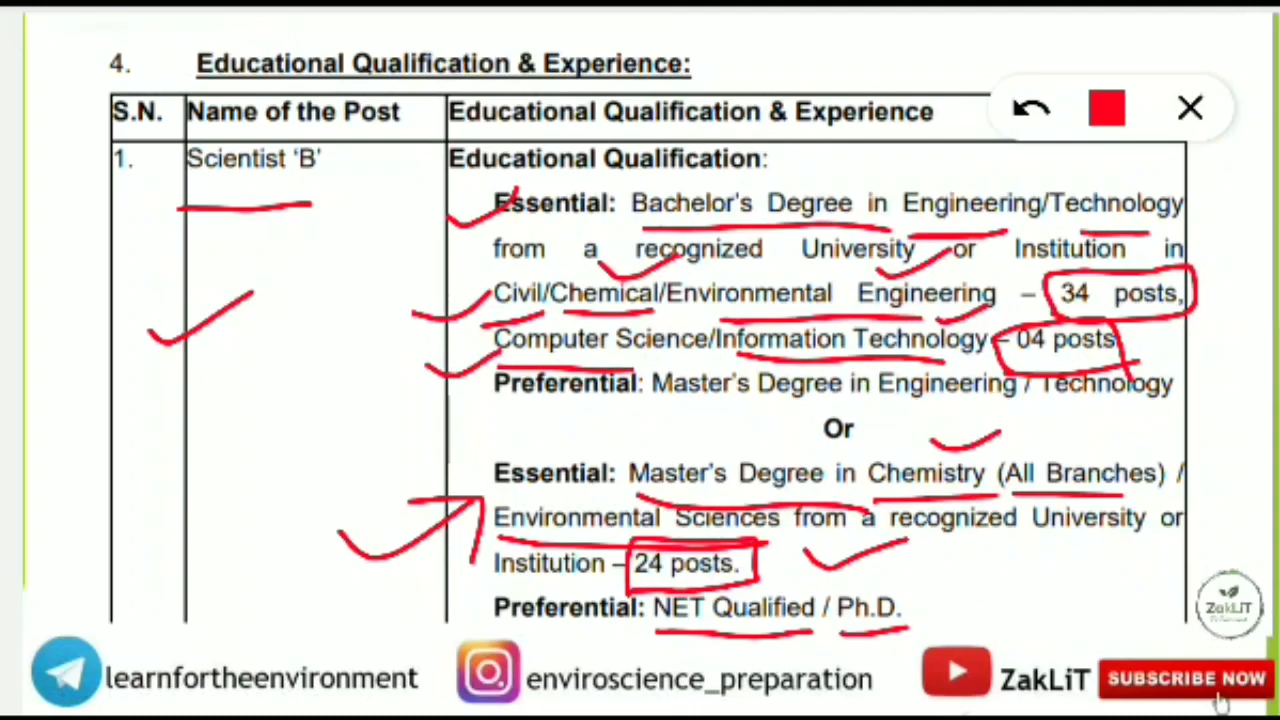 4. Educational Qualification & Experience:
S.N. Name of the Post Educational Qualification & Experience
1. Scientist 'B' Educational Qualification:
Essential: Bachelor's Degree in Engineering/Technology
from a recognized University or Institution in
Civil/Chemical/Environmental Engineering – 34 posts,
Computer Science/Information Technology – 04 posts
Preferential: Master's Degree in Engineering / Technology
Or
Essential: Master's Degree in Chemistry (All Branches) /
Environmental Sciences from a recognized University or
Institution – 24 posts.
Preferential: NET Qualified / Ph.D.
ZakLiT
learnfortheenvironment enviroscience_preparation ZakLiT SUBSCRIBE NOW